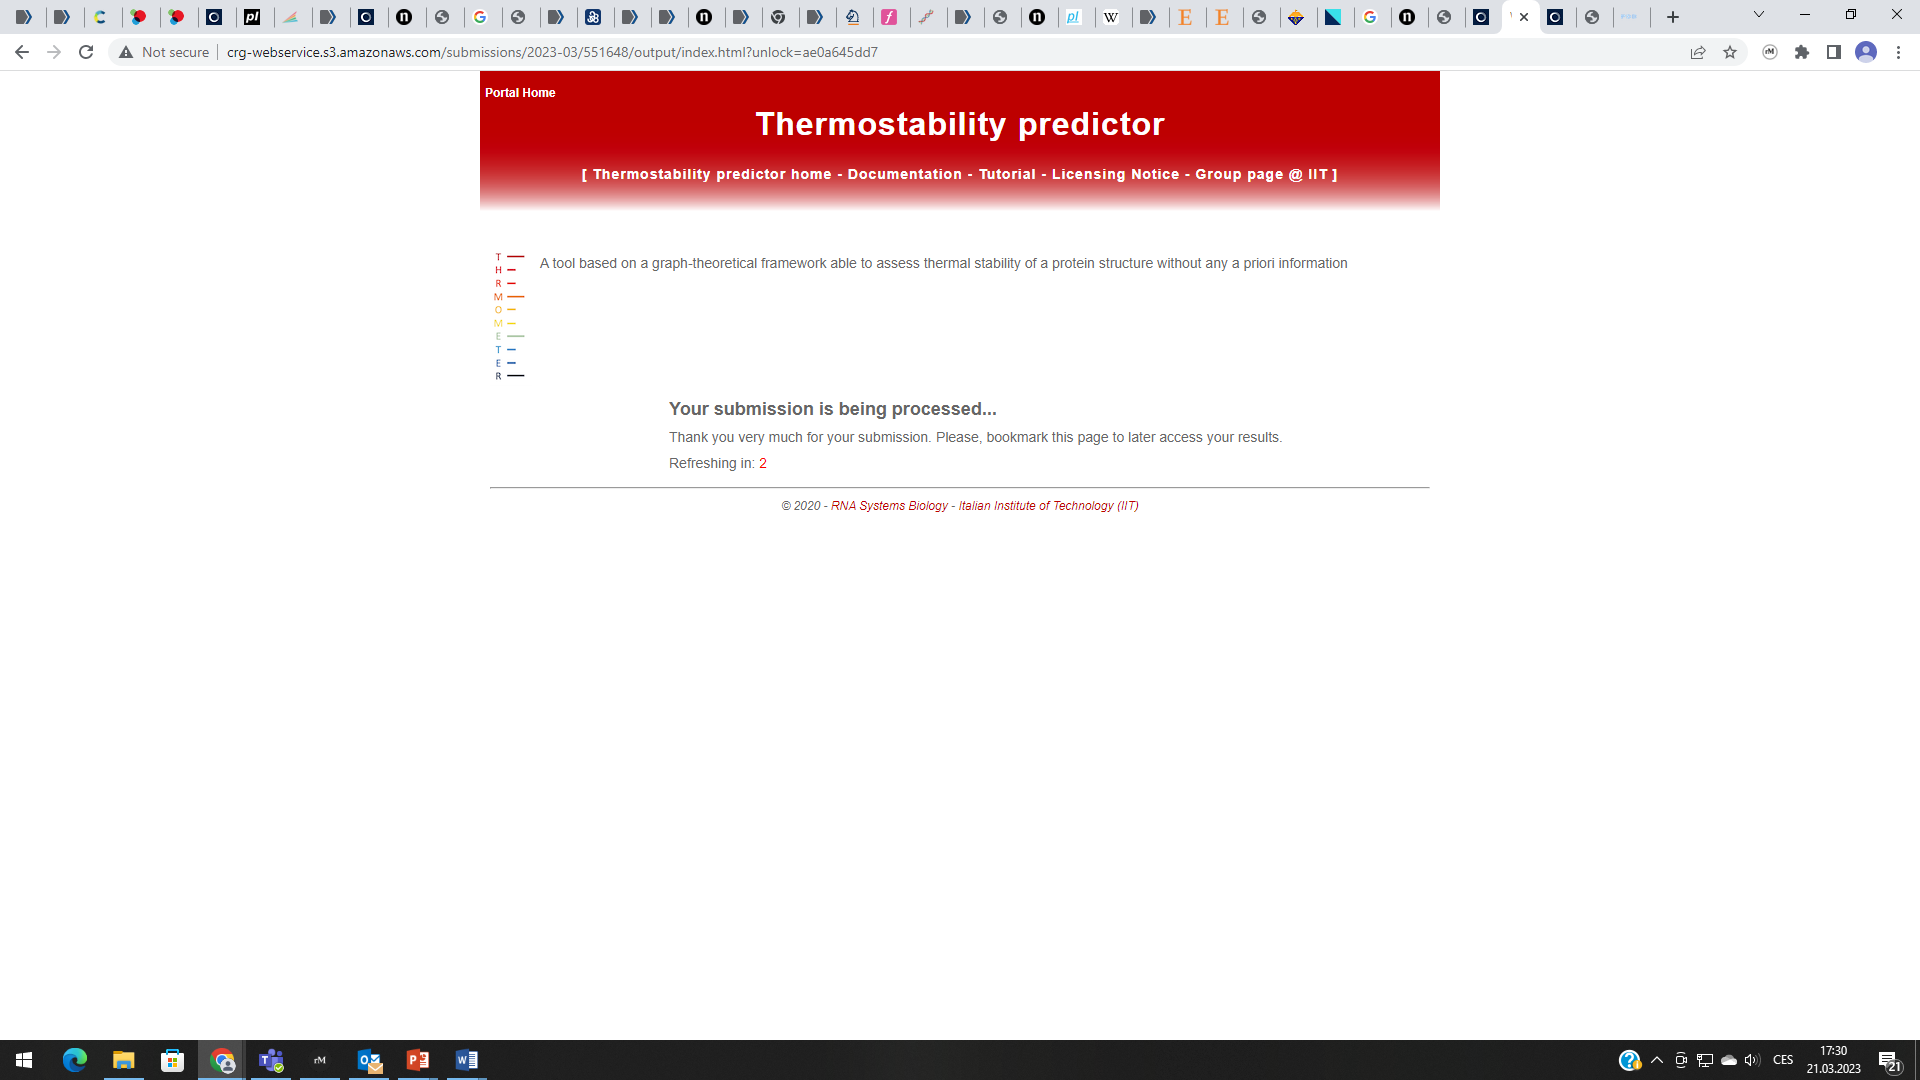 Not secure
crg-webservice.s3.amazonaws.com/submissions/2023-03/551648/output/index.html?unlock=ae0a645dd7
Portal Home
Thermostability predictor
[ Thermostability predictor home - Documentation - Tutorial - Licensing Notice - Group page @ IIT ]
T
H
R
M
O
M
E
T
E
R
A tool based on a graph-theoretical framework able to assess thermal stability of a protein structure without any a priori information
Your submission is being processed...
Thank you very much for your submission. Please, bookmark this page to later access your results.
Refreshing in: 2
© 2020 - RNA Systems Biology - Italian Institute of Technology (IIT)
CES
17:30
21.03.2023
21